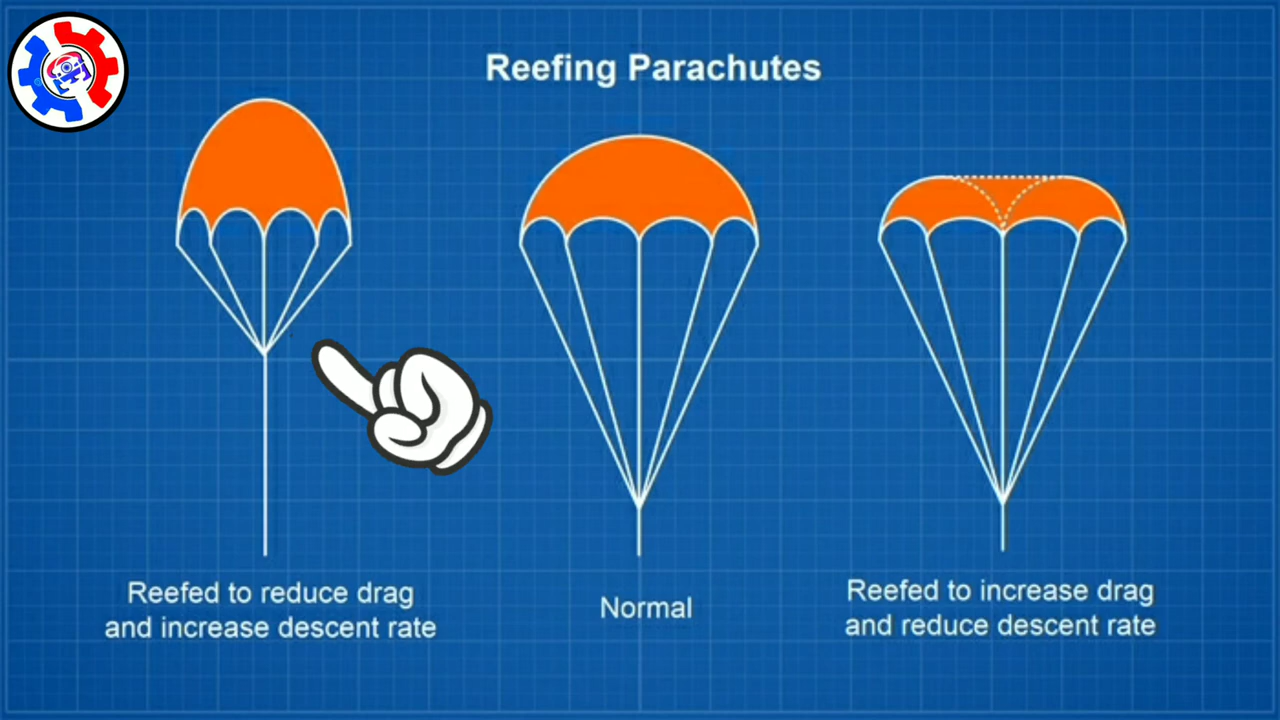 Reefing Parachutes
Reefed to reduce drag
and increase descent rate
Normal
Reefed to increase drag
and reduce descent rate